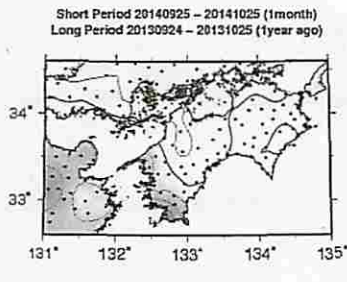 Short Period 20140925 – 20141025 (1month)
Long Period 20130924 – 20131025 (1year ago)
34°
33°
131° 132° 133° 134° 135°